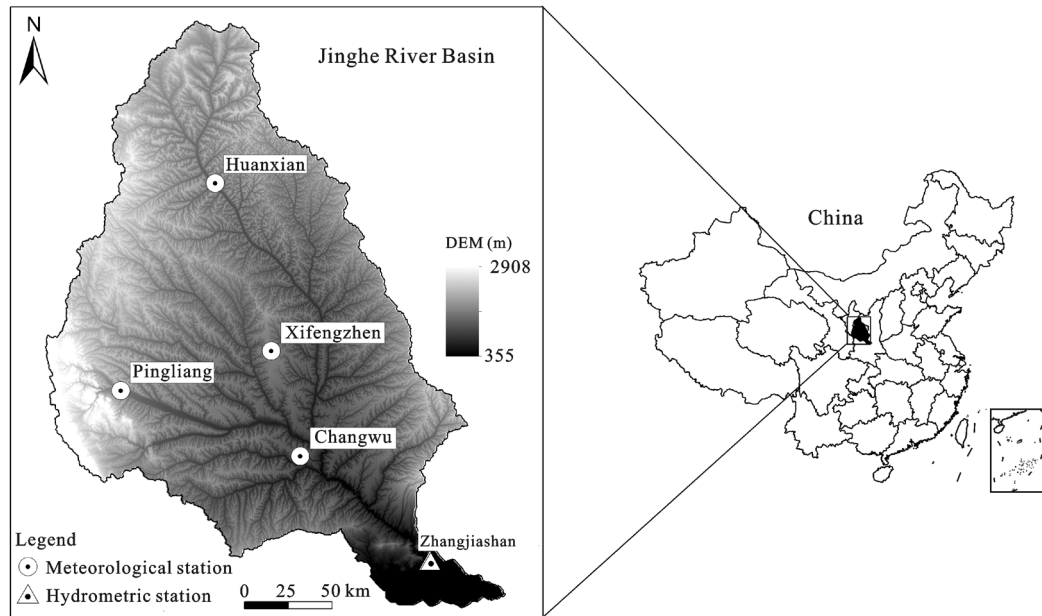 N
Jinghe River Basin
Huanxian
DEM (m)
2908
355
Xifengzhen
Pingliang
Changwu
Zhangjiashan
Legend
Meteorological station
Hydrometric station
0 25 50 km
China